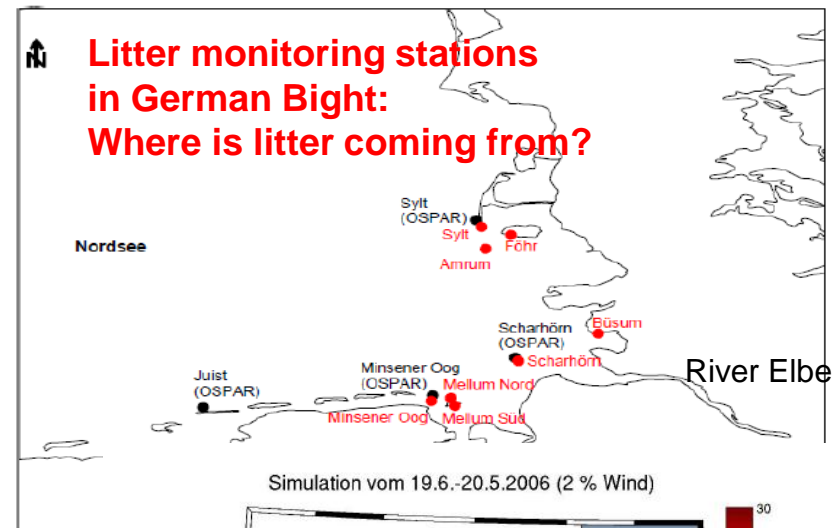 N
Litter monitoring stations
in German Bight:
Where is litter coming from?
Sylt
(OSPAR)
Sylt
Föhr
Amrum
Nordsee
Büsum
Scharhörn
(OSPAR)
Scharhörn
River Elbe
Juist
(OSPAR)
Minsener Oog
(OSPAR)
Mellum Nord
Minsener Oog
Mellum Süd
Simulation vom 19.6.-20.5.2006 (2 % Wind)
30